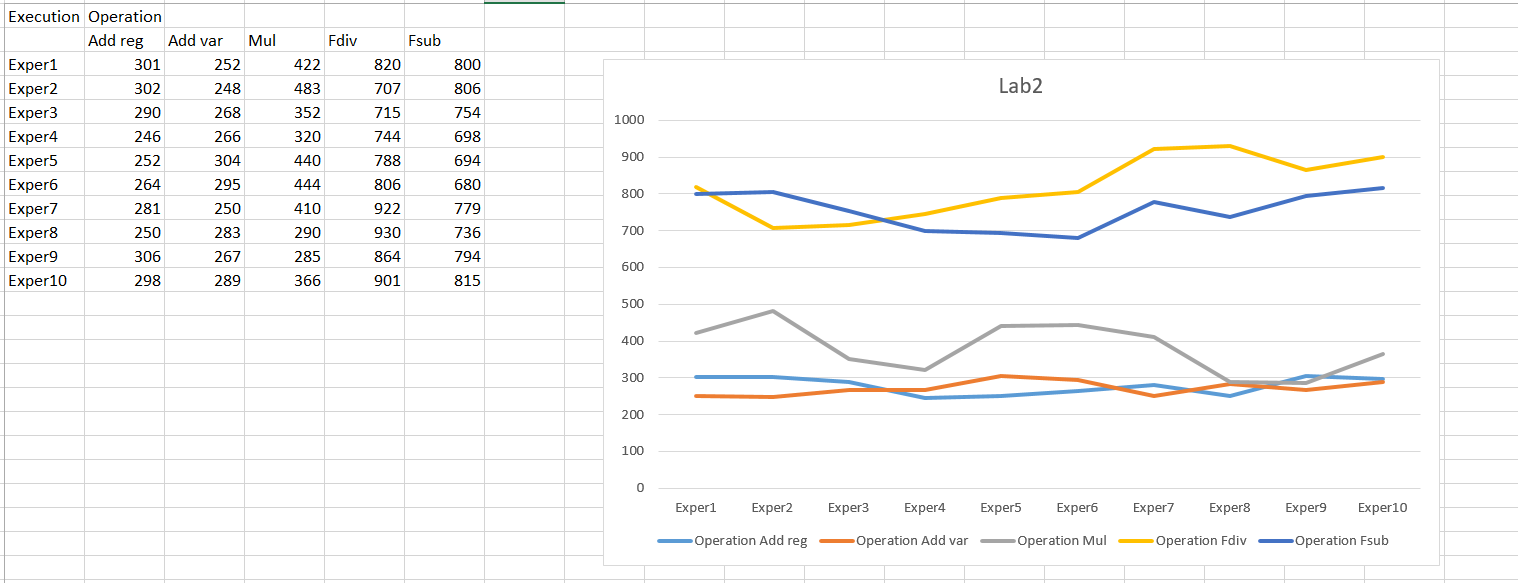 Execution Operation
Add reg Add var Mul Fdiv Fsub
Exper1 301 252 422 820 800
Exper2 302 248 483 707 806
Exper3 290 268 352 715 754
Exper4 246 266 320 744 698
Exper5 252 304 440 788 694
Exper6 264 295 444 806 680
Exper7 281 250 410 922 779
Exper8 250 283 290 930 736
Exper9 306 267 285 864 794
Exper10 298 289 366 901 815
Lab2
1000
900
800
700
600
500
400
300
200
100
0
Exper1 Exper2 Exper3 Exper4 Exper5 Exper6 Exper7 Exper8 Exper9 Exper10
Operation Add reg Operation Add var Operation Mul Operation Fdiv Operation Fsub